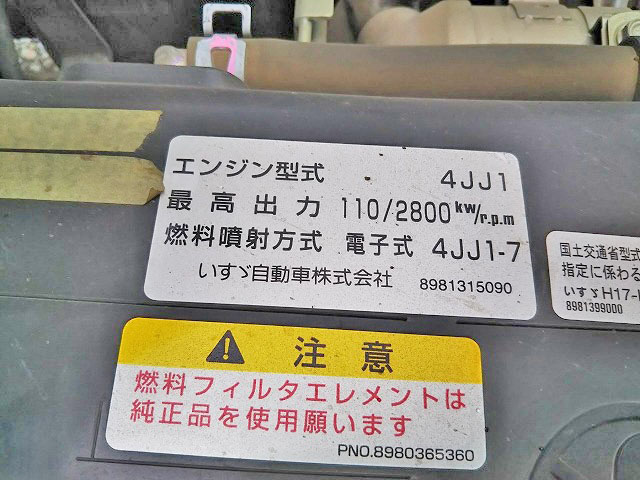 エンジン型式 4JJ1
最高出力 110/2800kw/r.p.m
燃料噴射方式 電子式 4JJ1-7
いすゞ自動車株式会社 8981315090
国土交通省型式
指定に係わる
いすゞH17-
8981399000
注意
燃料フィルタエレメントは
純正品を使用願います
PNO.8980365360